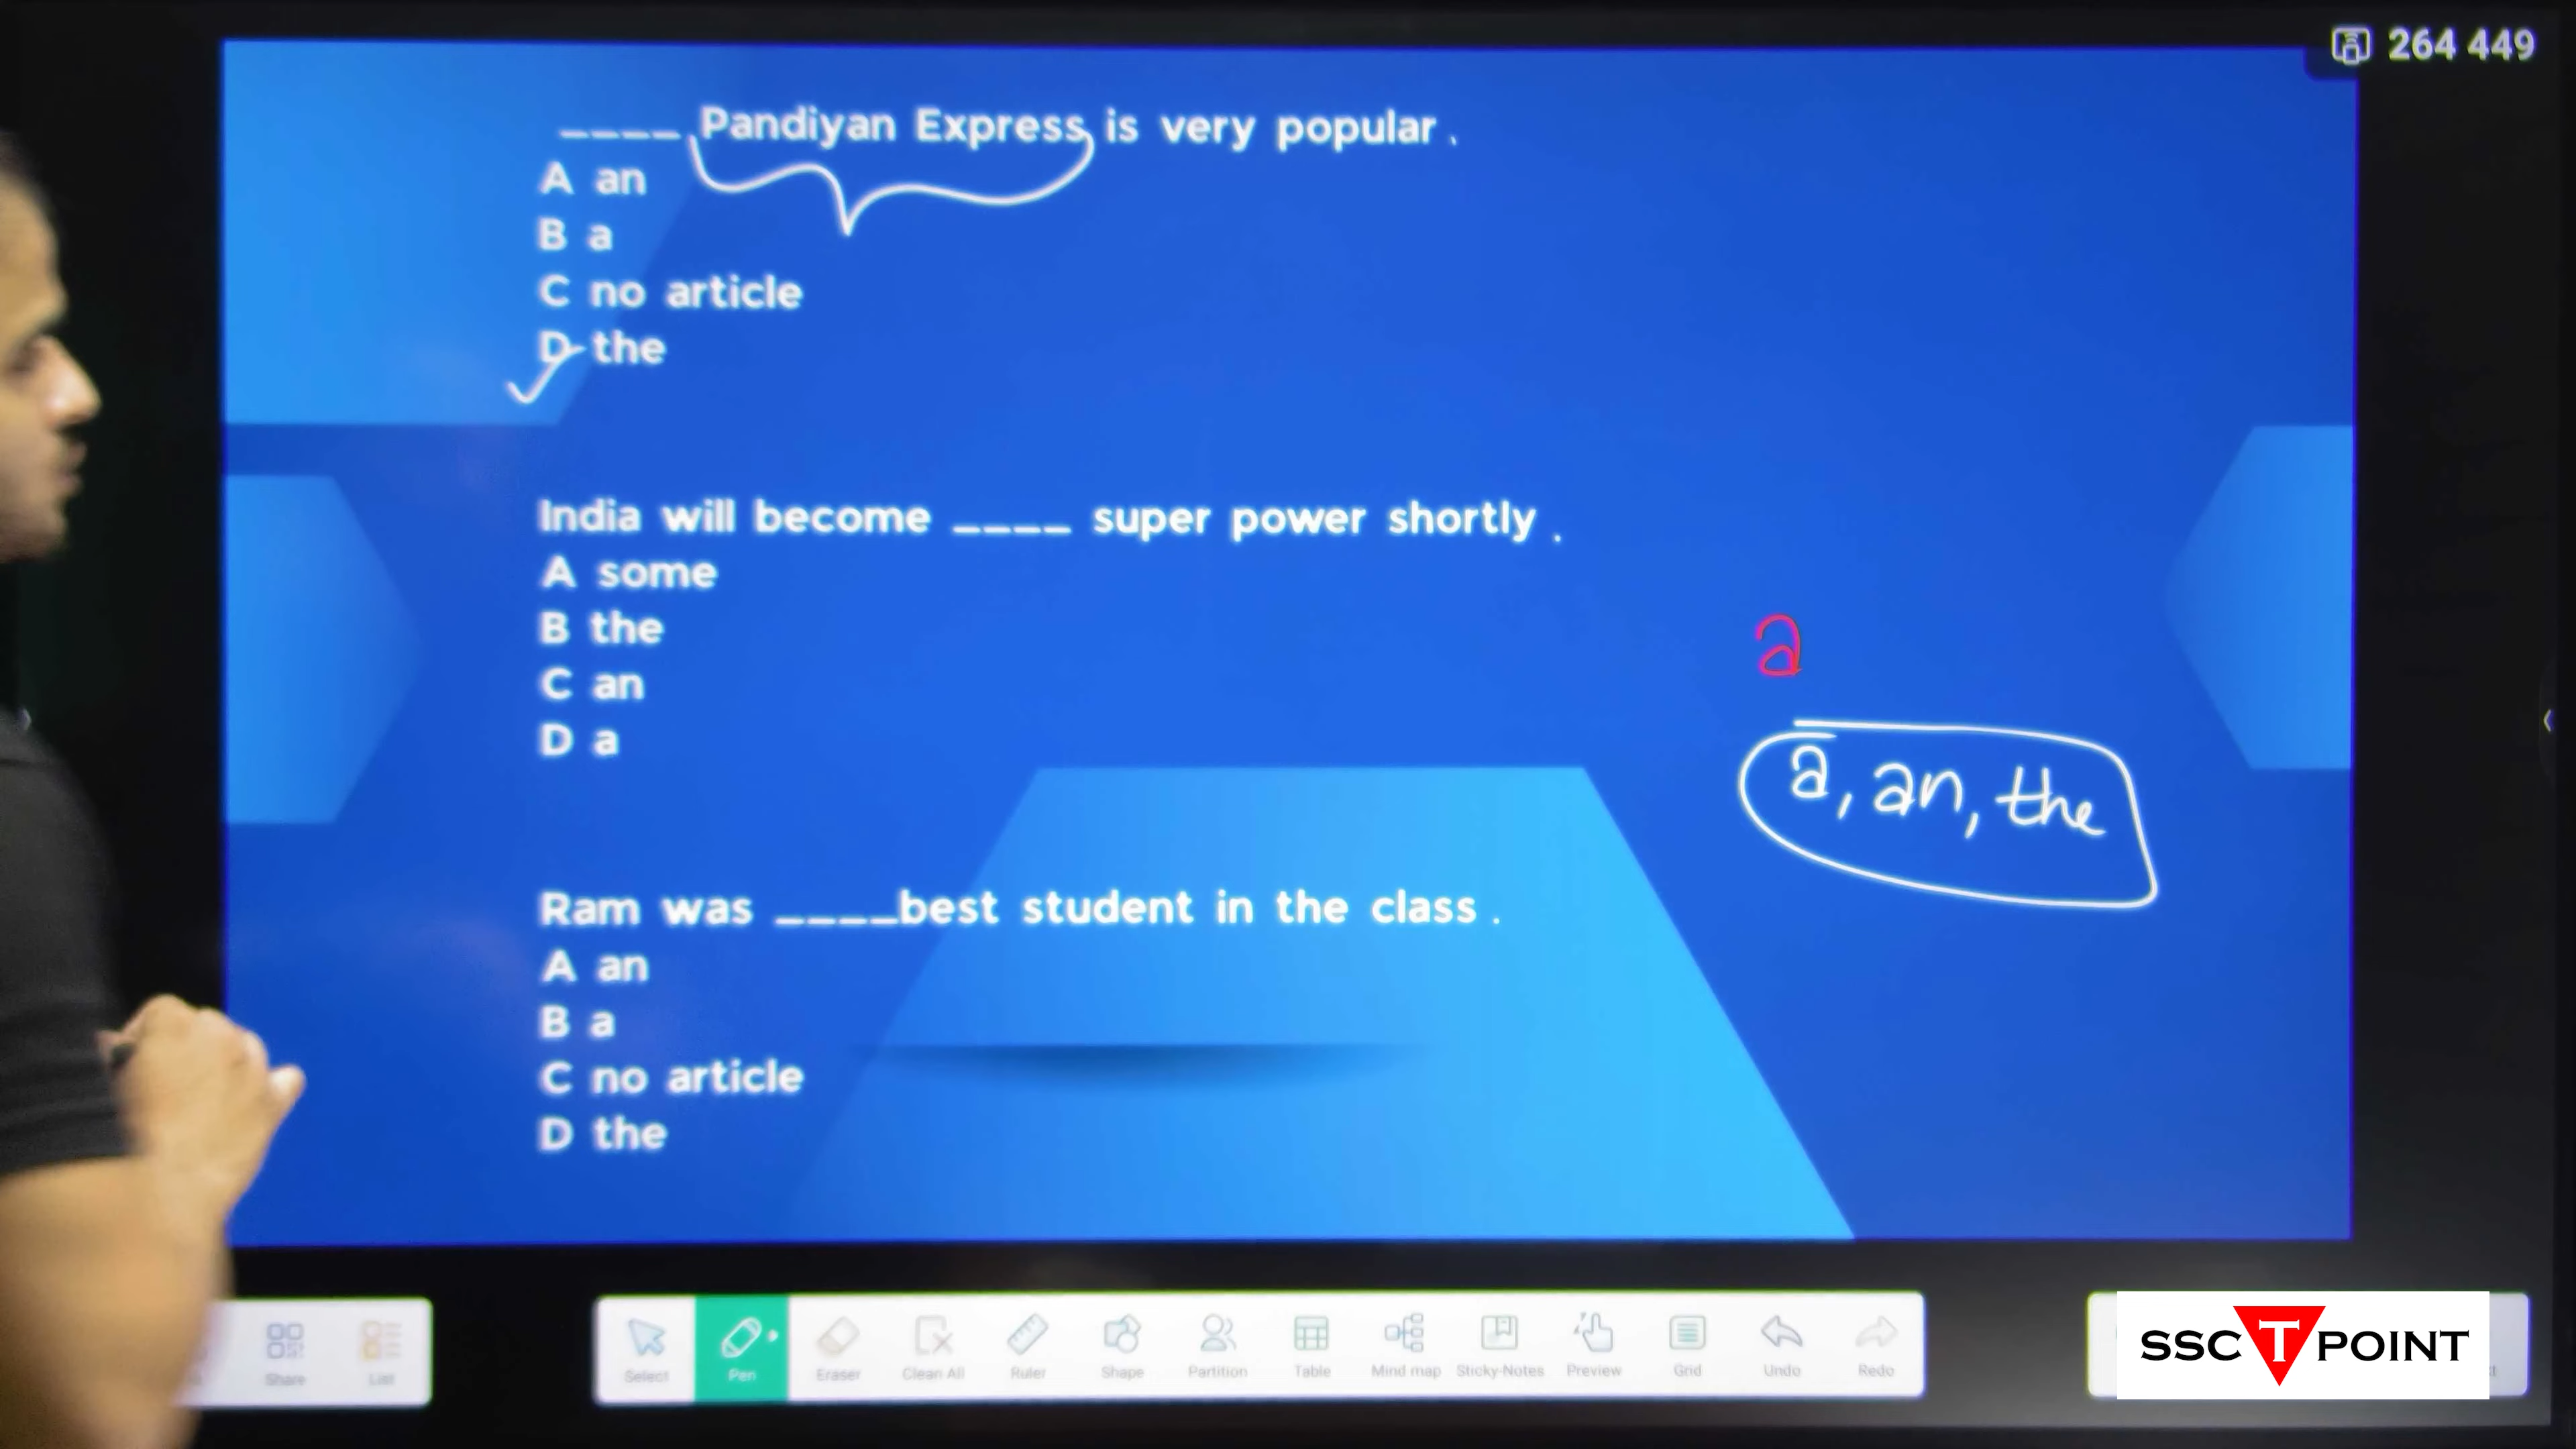 264 449
____ Pandiyan Express is very popular .
A an
B a
C no article
D the
India will become ____ super power shortly .
A some
B the
C an
D a
a
a, an, the
Ram was ____best student in the class .
A an
B a
C no article
D the
Share List Select Pen Eraser Clean All Ruler Shape Partition Table Mind map Sticky-Notes Preview Grid Undo Redo
SSC T POINT